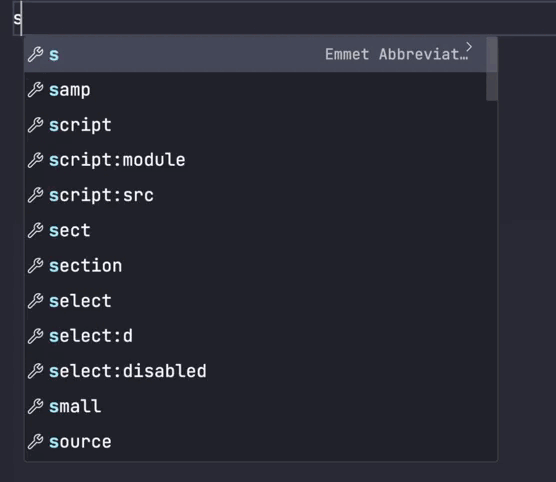 s
s Emmet Abbreviat…
samp
script
script:module
script:src
sect
section
select
select:d
select:disabled
small
source